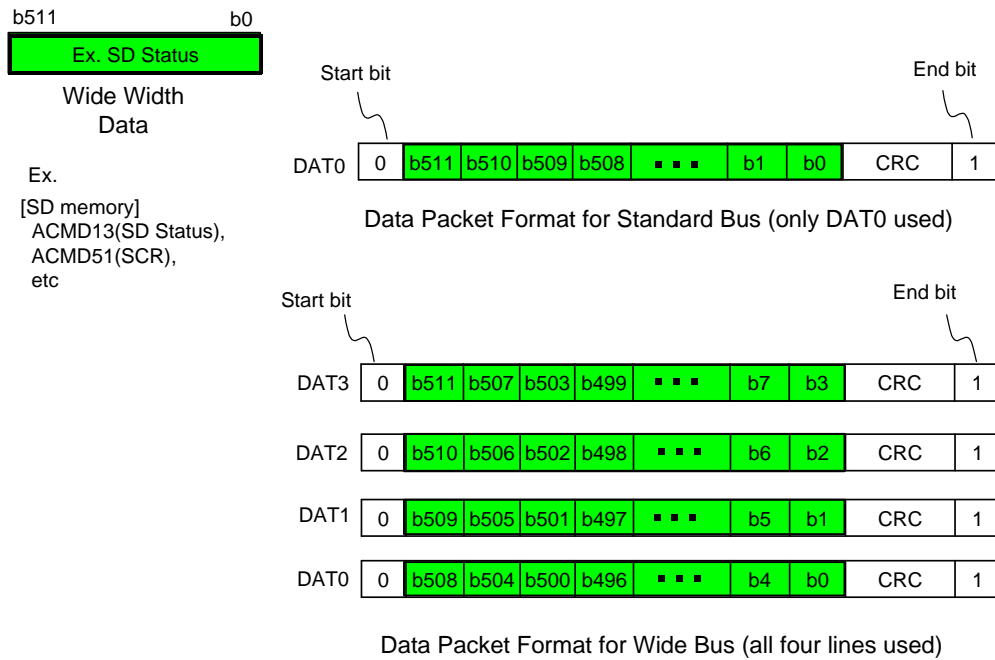 b511 b0
Ex. SD Status
Wide Width
Data
Ex.
[SD memory]
ACMD13(SD Status),
ACMD51(SCR),
etc
Start bit End bit
DAT0 0 b511 b510 b509 b508 ▪ ▪ ▪ b1 b0 CRC 1
Data Packet Format for Standard Bus (only DAT0 used)
Start bit End bit
DAT3 0 b511 b507 b503 b499 ▪ ▪ ▪ b7 b3 CRC 1
DAT2 0 b510 b506 b502 b498 ▪ ▪ ▪ b6 b2 CRC 1
DAT1 0 b509 b505 b501 b497 ▪ ▪ ▪ b5 b1 CRC 1
DAT0 0 b508 b504 b500 b496 ▪ ▪ ▪ b4 b0 CRC 1
Data Packet Format for Wide Bus (all four lines used)